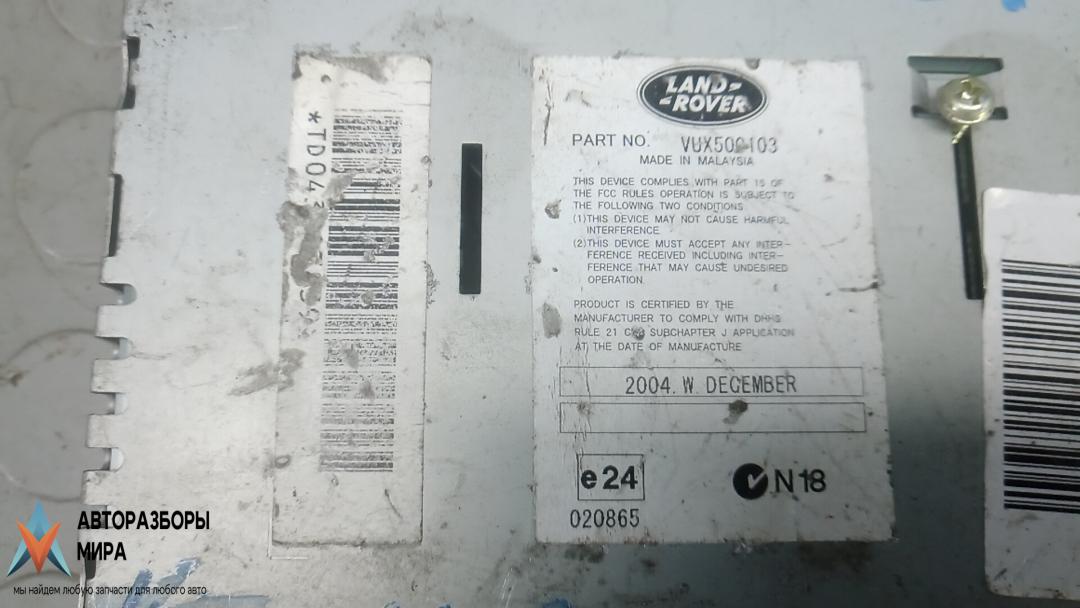 *TD04
LAND-
-ROVER
PART NO. VUX500103
MADE IN MALAYSIA
THIS DEVICE COMPLIES WITH PART 15 OF
THE FCC RULES OPERATION IS SUBJECT TO
THE FOLLOWING TWO CONDITIONS
(1)THIS DEVICE MAY NOT CAUSE HARMFUL
INTERFERENCE
(2)THIS DEVICE MUST ACCEPT ANY INTER-
FERENCE RECEIVED INCLUDING INTER-
FERENCE THAT MAY CAUSE UNDESIRED
OPERATION.
PRODUCT IS CERTIFIED BY THE
MANUFACTURER TO COMPLY WITH DHHS
RULE 21 CFR SUBCHAPTER J APPLICATION
AT THE DATE OF MANUFACTURE
2004. W. DECEMBER
e24
N18
020865
АВТОРАЗБОРЫ
МИРА
мы найдем любую запчасти для любого авто